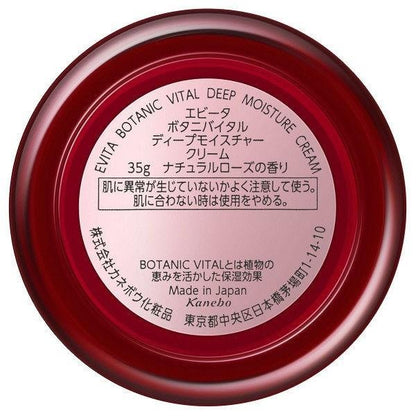 EVITA BOTANIC VITAL DEEP MOISTURE CREAM
エビータ
ボタニバイタル
ディープモイスチャー
クリーム
35g ナチュラルローズの香り
肌に異常が生じていないかよく注意して使う。
肌に合わない時は使用をやめる。
BOTANIC VITALとは植物の
恵みを活かした保湿効果
Made in Japan
Kanebo
株式会社カネボウ化粧品 東京都中央区日本橋茅場町1-14-10